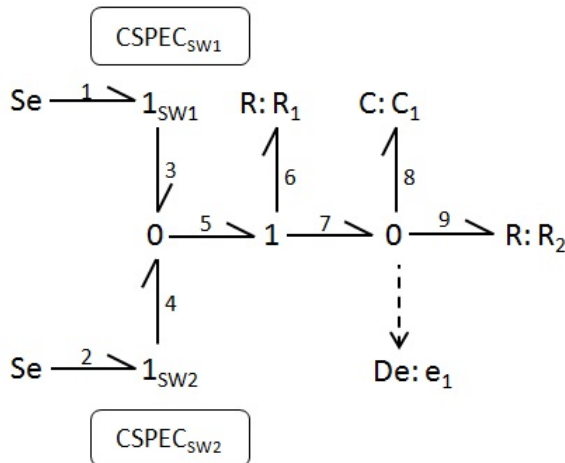 CSPEC_SW1
Se 1 1_SW1 R: R_1 C: C_1
3 6 8
0 5 1 7 0 9 R: R_2
4
Se 2 1_SW2 De: e_1
CSPEC_SW2